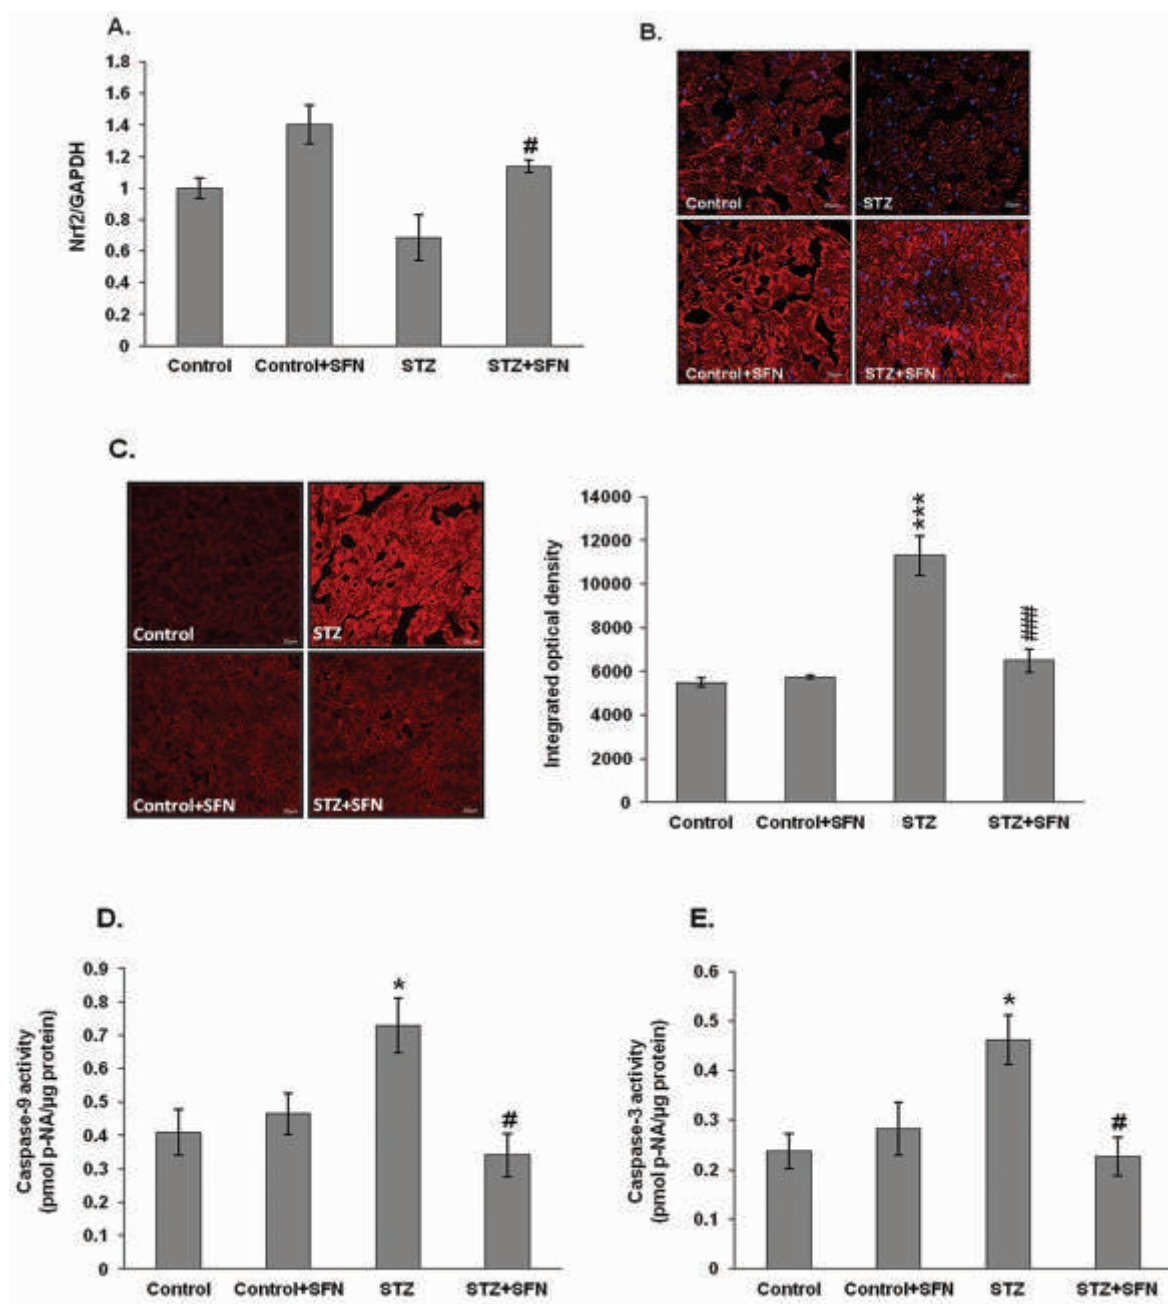 A.
1.8
1.6
1.4
1.2
1
0.8
0.6
0.4
0.2
0
Nrf2/GAPDH
#
Control Control+SFN STZ STZ+SFN
B.
Control STZ
Control+SFN STZ+SFN
C.
Control STZ
Control+SFN STZ+SFN
14000
12000
10000
8000
6000
4000
2000
0
Integrated optical density
***
###
Control Control+SFN STZ STZ+SFN
D.
0.9
0.8
0.7
0.6
0.5
0.4
0.3
0.2
0.1
0
Caspase-9 activity
(pmol p-NA/µg protein)
*
#
Control Control+SFN STZ STZ+SFN
E.
0.6
0.5
0.4
0.3
0.2
0.1
0
Caspase-3 activity
(pmol p-NA/µg protein)
*
#
Control Control+SFN STZ STZ+SFN